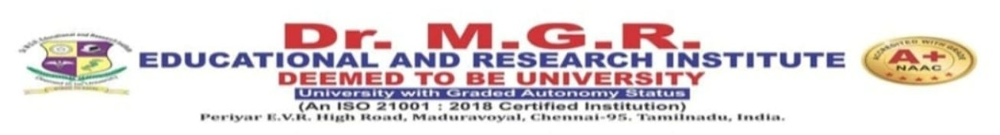 Dr. M.G.R.
EDUCATIONAL AND RESEARCH INSTITUTE
DEEMED TO BE UNIVERSITY
University with Graded Autonomy Status
(An ISO 21001 : 2018 Certified Institution)
Periyar E.V.R. High Road, Maduravoyal, Chennai-95. Tamilnadu, India.
ACCREDITED WITH GRADE
A+
NAAC